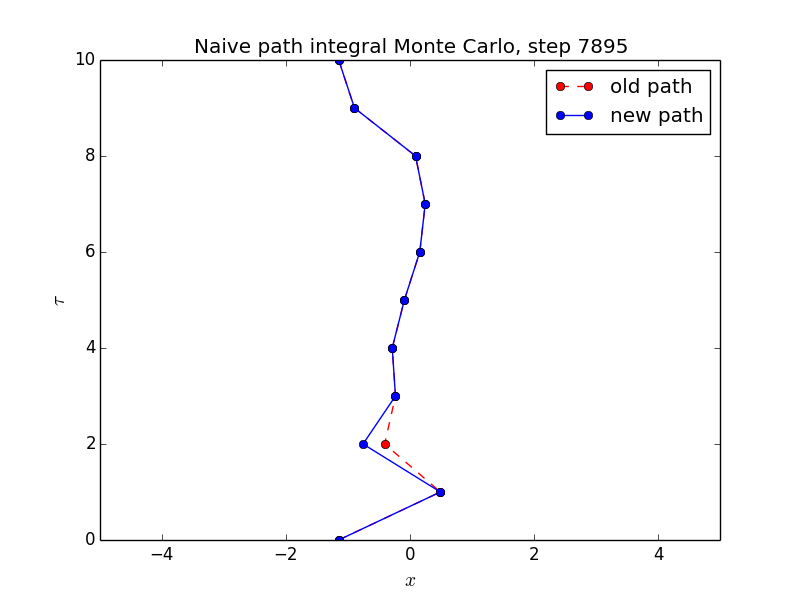 Naive path integral Monte Carlo, step 7895
old path
new path
10
8
6
4
2
0
τ
−4 −2 0 2 4
x